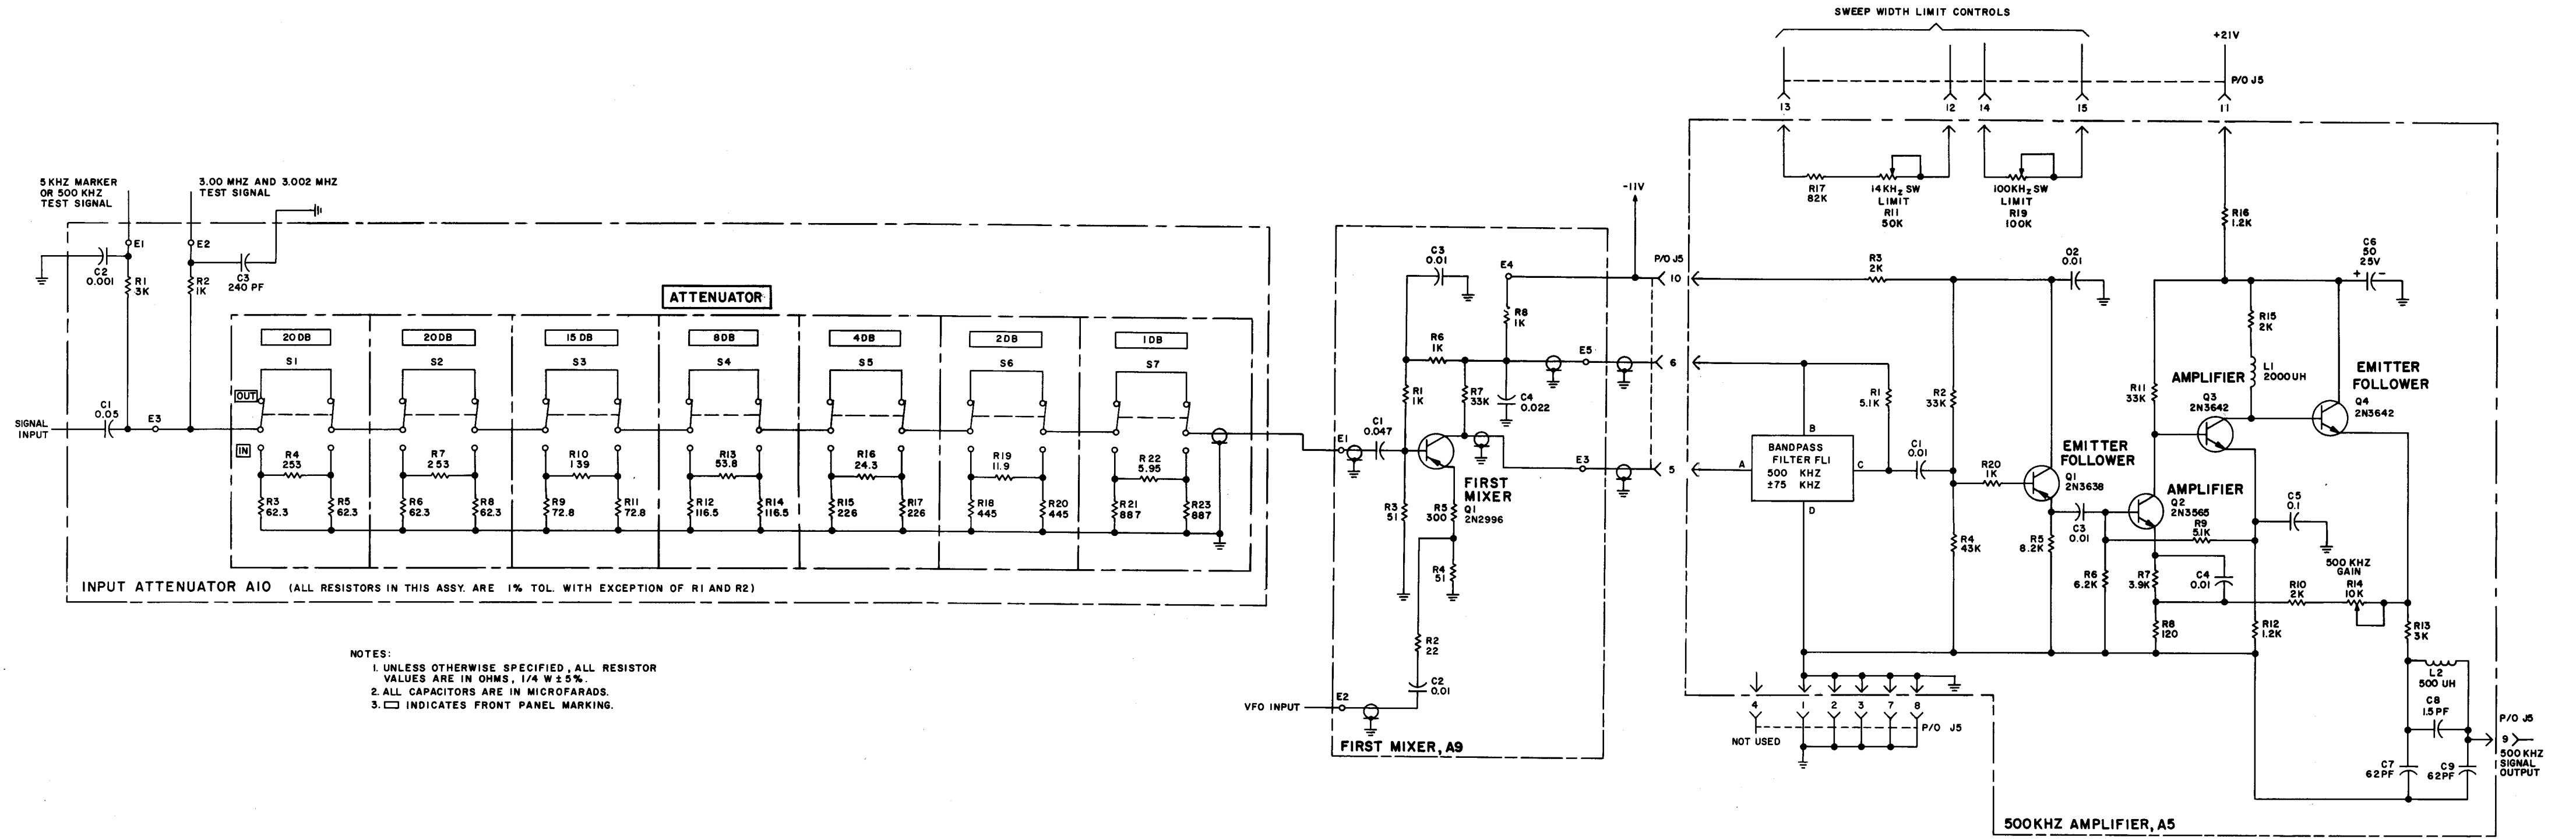 SWEEP WIDTH LIMIT CONTROLS
+21V
P/O J5
13
12
14
15
11
5 KHZ MARKER
OR 500 KHZ
TEST SIGNAL
3.00 MHZ AND 3.002 MHZ
TEST SIGNAL
E1
E2
C2
0.001
R1
3K
R2
1K
C3
240 PF
ATTENUATOR
20DB
20DB
15DB
8DB
4DB
2DB
1DB
S1
S2
S3
S4
S5
S6
S7
OUT
IN
SIGNAL
INPUT
C1
0.05
E3
R4
253
R7
253
R10
139
R13
53.8
R16
24.3
R19
11.9
R22
5.95
R3
62.3
R5
62.3
R6
62.3
R8
62.3
R9
72.8
R11
72.8
R12
116.5
R14
116.5
R15
226
R17
226
R18
445
R20
445
R21
887
R23
887
INPUT ATTENUATOR A10 (ALL RESISTORS IN THIS ASSY. ARE 1% TOL. WITH EXCEPTION OF R1 AND R2)
NOTES:
1. UNLESS OTHERWISE SPECIFIED, ALL RESISTOR
VALUES ARE IN OHMS, 1/4 W ± 5%.
2. ALL CAPACITORS ARE IN MICROFARADS.
3. INDICATES FRONT PANEL MARKING.
-11V
C3
0.01
E4
R8
1K
R6
1K
E5
R1
1K
R7
33K
C4
0.022
E1
C1
0.047
E3
FIRST
MIXER
Q1
2N2996
R3
51
R5
300
R4
51
R2
22
C2
0.01
VFO INPUT
E2
FIRST MIXER, A9
P/O J5
10
6
5
R17
82K
14KHz SW
LIMIT
R11
50K
100KHz SW
LIMIT
R19
100K
R16
1.2K
R3
2K
O2
0.01
C6
50
25V
+
-
R1
5.1K
R2
33K
R15
2K
L1
2000UH
R11
33K
AMPLIFIER
Q3
2N3642
EMITTER
FOLLOWER
Q4
2N3642
B
A
BANDPASS
FILTER FL1
500 KHZ
±75 KHZ
C
D
C1
0.01
R20
1K
EMITTER
FOLLOWER
Q1
2N3638
AMPLIFIER
Q2
2N3565
C3
0.01
R9
51K
C5
0.1
R4
43K
R5
8.2K
R6
6.2K
R7
3.9K
C4
0.01
500 KHZ
GAIN
R14
10K
R10
2K
R8
120
R12
1.2K
R13
3K
L2
500 UH
C8
1.5PF
C7
62PF
C9
62PF
4
1
2
3
7
8
NOT USED
P/O J5
P/O J5
9
500 KHZ
SIGNAL
OUTPUT
500KHZ AMPLIFIER, A5